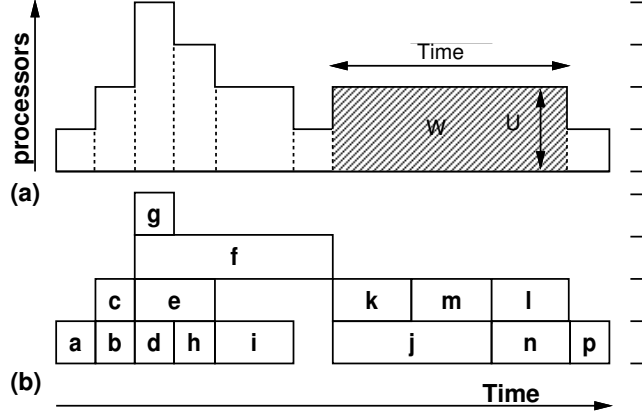 processors
Time
W
U
(a)
g
f
c e k m l
a b d h i j n p
(b)
Time